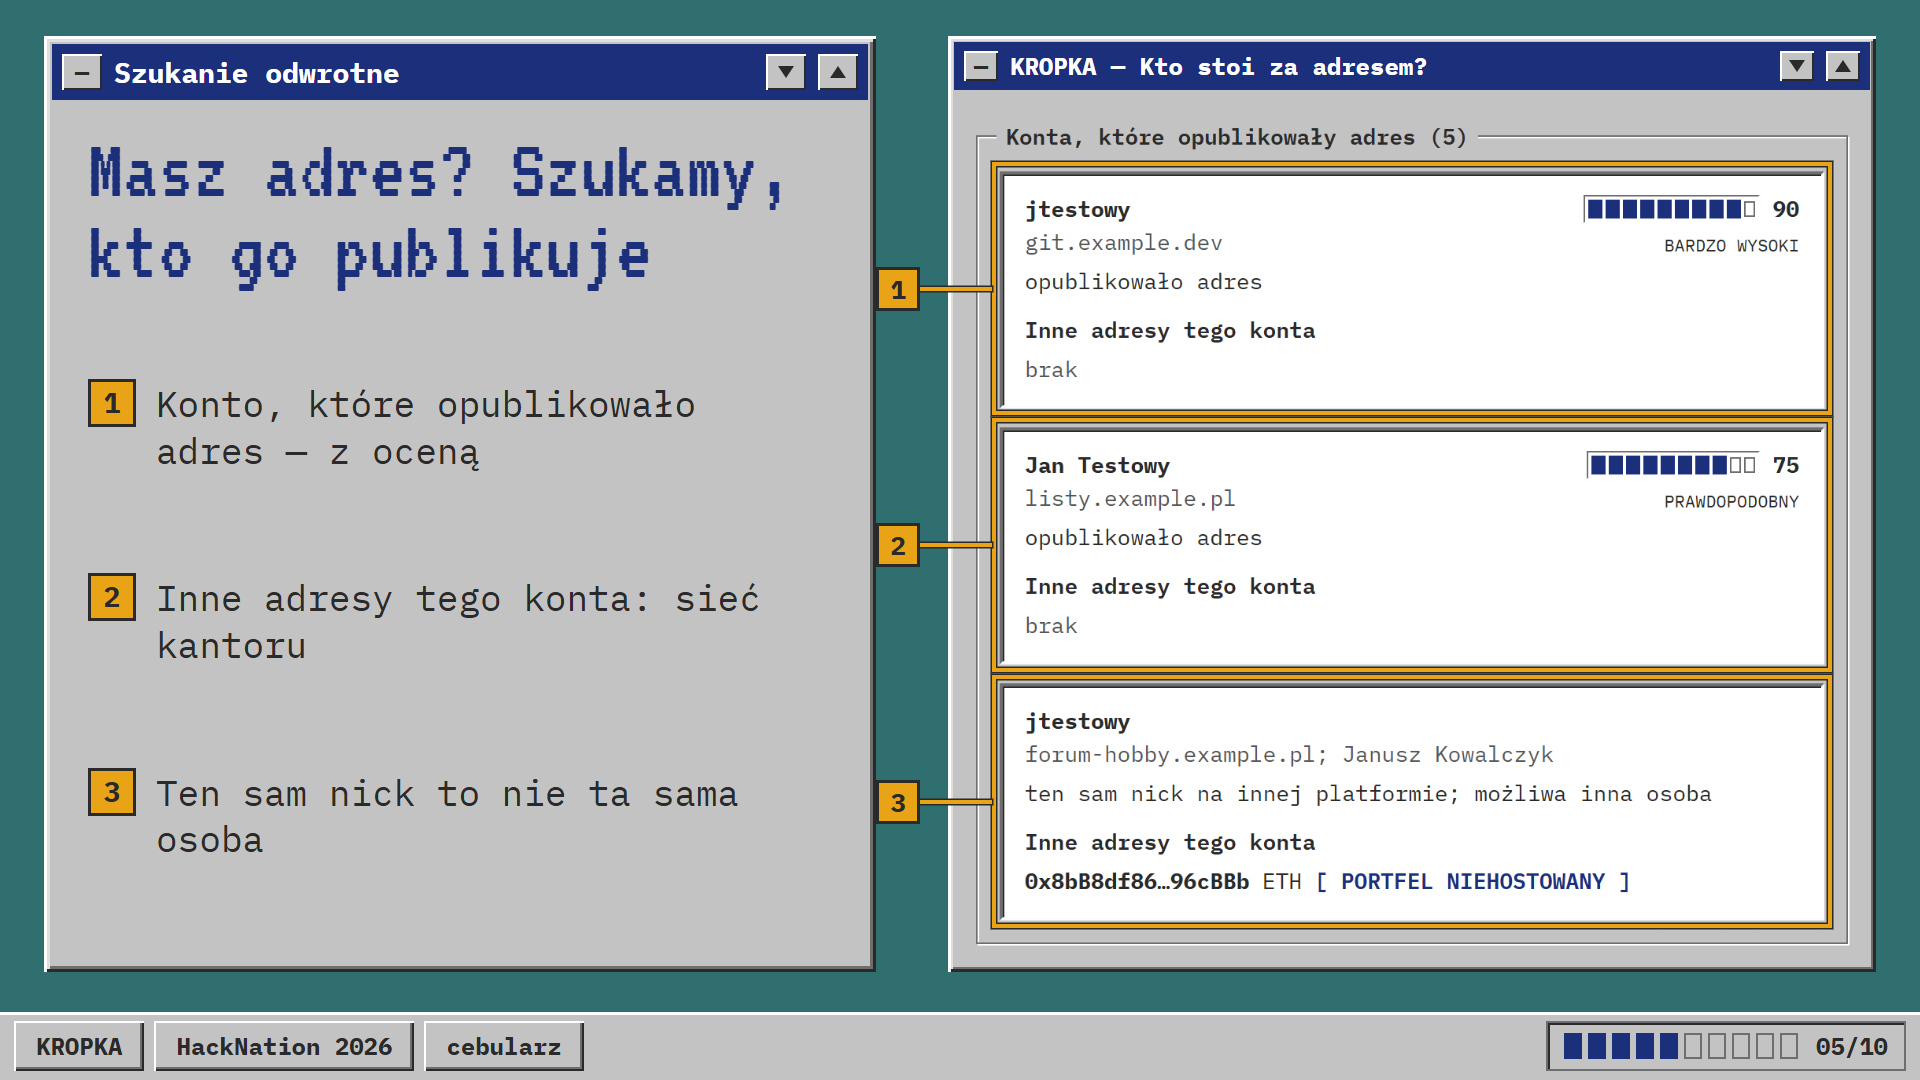 Szukanie odwrotne
Masz adres? Szukamy,
kto go publikuje
1 Konto, które opublikowało
adres — z oceną
2 Inne adresy tego konta: sieć
kantoru
3 Ten sam nick to nie ta sama
osoba
KROPKA — Kto stoi za adresem?
Konta, które opublikowały adres (5)
1
jtestowy 90
git.example.dev BARDZO WYSOKI
opublikowało adres
Inne adresy tego konta
brak
2
Jan Testowy 75
listy.example.pl PRAWDOPODOBNY
opublikowało adres
Inne adresy tego konta
brak
3
jtestowy
forum-hobby.example.pl; Janusz Kowalczyk
ten sam nick na innej platformie; możliwa inna osoba
Inne adresy tego konta
0x8bB8df86…96cBBb ETH [ PORTFEL NIEHOSTOWANY ]
KROPKA HackNation 2026 cebularz 05/10